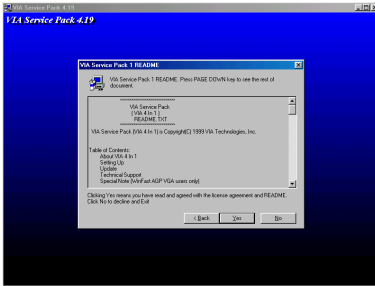 VIA Service Pack 4.19
VIA Service Pack 4.19
VIA Service Pack 1 README
VIA Service Pack 1 README. Press PAGE DOWN key to see the rest of
document.
==========================
VIA Service Pack
( VIA 4 In 1 )
README.TXT
==========================
VIA Service Pack (VIA 4 In 1) is Copyright(C) 1999 VIA Technologies, Inc.
Table of Contents:
About VIA 4 In 1
Setting Up
Update
Technical Support
Special Note (WinFast AGP VGA users only)
Clicking Yes means you have read and agreed with the license agreement and README.
Click No to decline and Exit
< Back
Yes
No